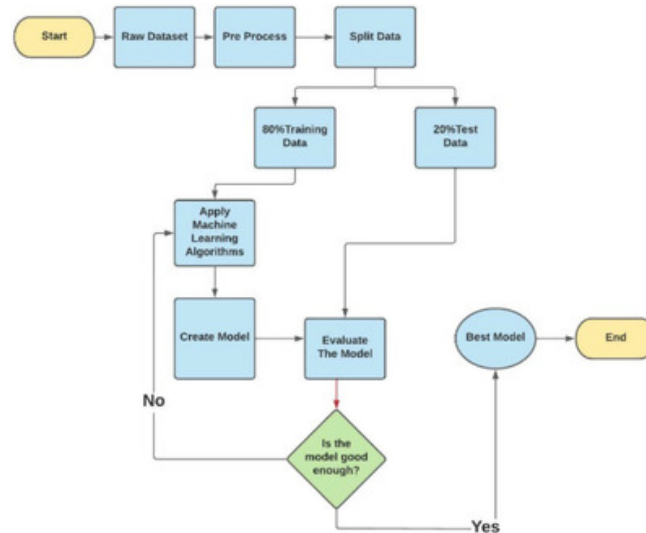 Start
Raw Dataset
Pre Process
Split Data
80%Training
Data
20%Test
Data
Apply
Machine
Learning
Algorithms
Create Model
Evaluate
The Model
Best Model
End
No
Is the
model good
enough?
Yes